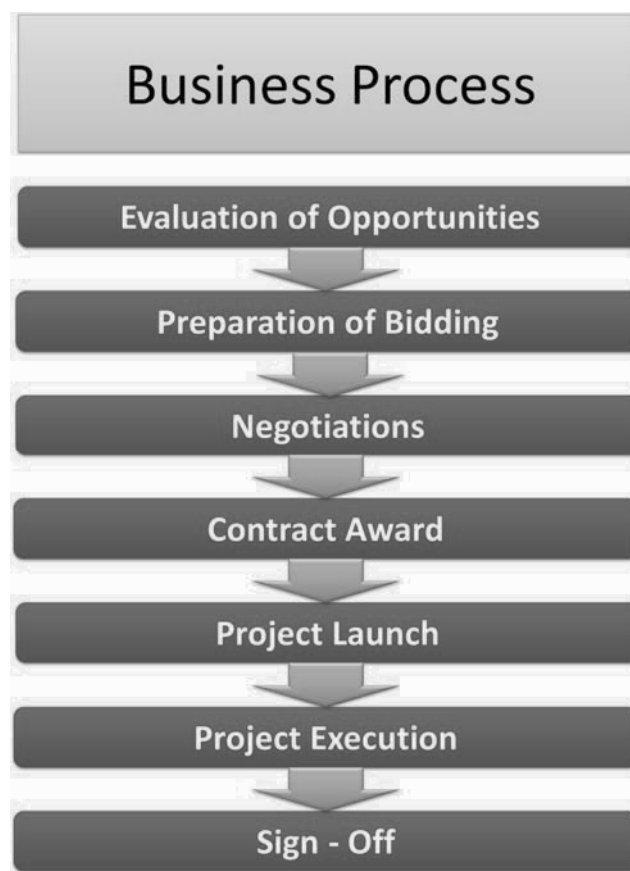 Business Process
Evaluation of Opportunities
Preparation of Bidding
Negotiations
Contract Award
Project Launch
Project Execution
Sign - Off